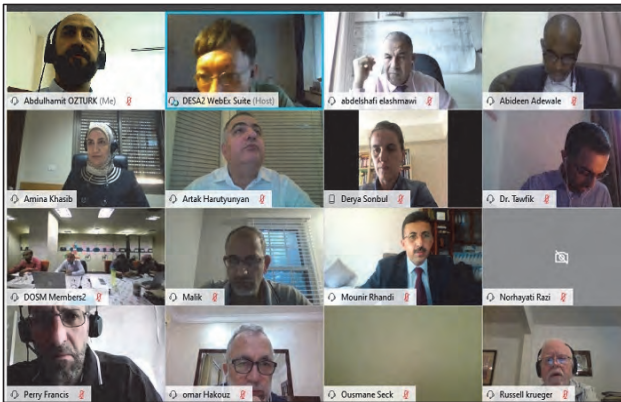 Abdulhamit OZTURK (Me)
DESA2 WebEx Suite (Host)
abdelshafi elashmawi
Abideen Adewale
Amina Khasib
Artak Harutyunyan
Derya Sonbul
Dr. Tawfik
DOSM Members2
Malik
Mounir Rhandi
Norhayati Razi
Perry Francis
omar Hakouz
Ousmane Seck
Russell krueger